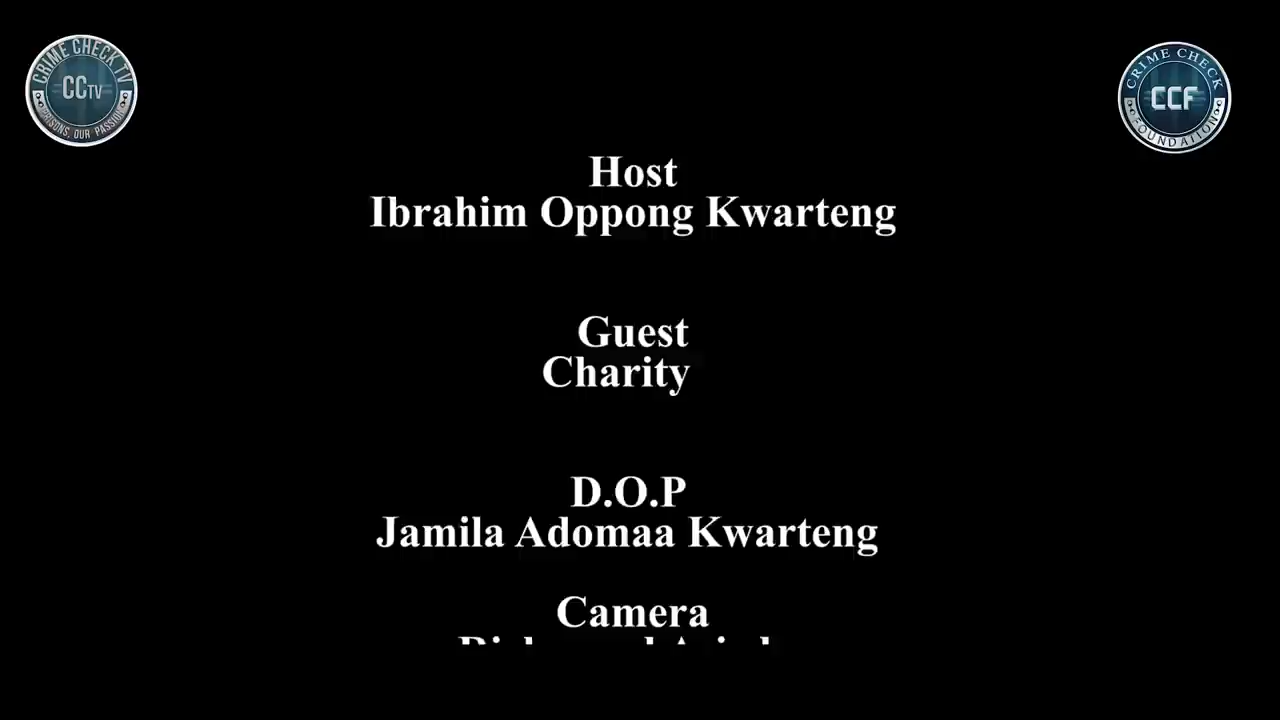 CRIME CHECK TV
CCTV
PRISONS, OUR PASSION
CRIME CHECK
CCF
FOUNDATION
Host
Ibrahim Oppong Kwarteng
Guest
Charity
D.O.P
Jamila Adomaa Kwarteng
Camera